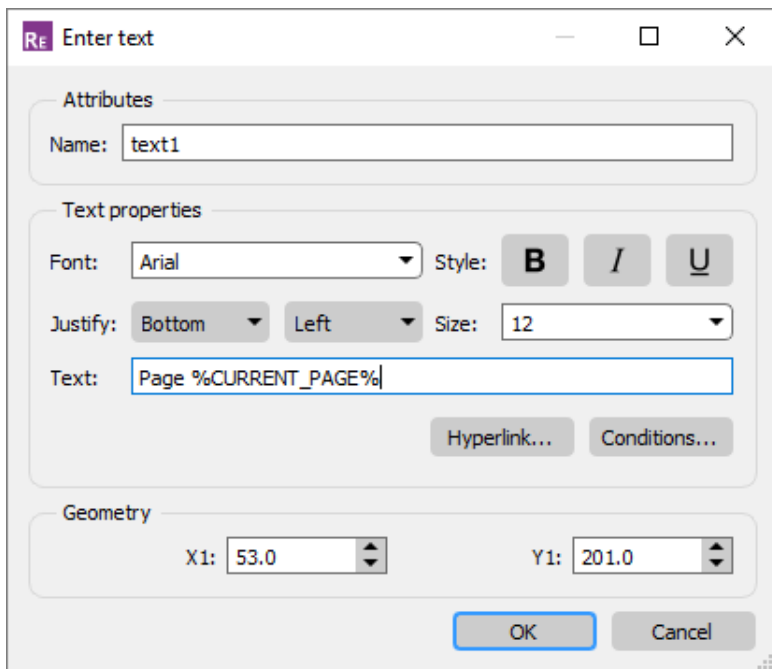 RE Enter text
Attributes
Name: text1
Text properties
Font: Arial Style: B I U
Justify: Bottom Left Size: 12
Text: Page %CURRENT_PAGE%
Hyperlink... Conditions...
Geometry
X1: 53.0 Y1: 201.0
OK Cancel